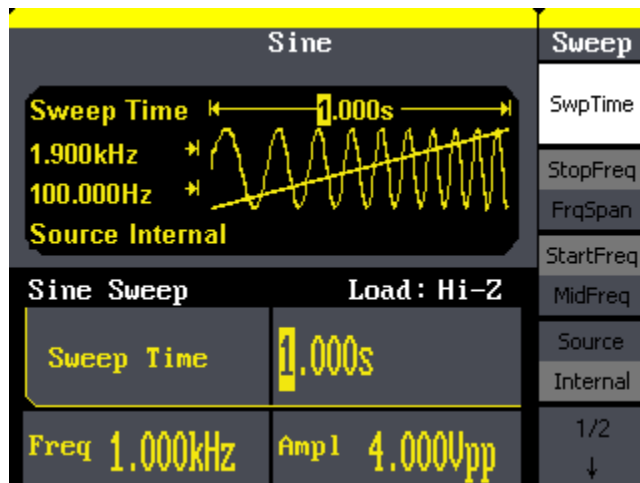 Sine
Sweep Time 1.000s
1.900kHz
100.000Hz
Source Internal
Sine Sweep Load: Hi-Z
Sweep Time 1.000s
Freq 1.000kHz Ampl 4.000Vpp
Sweep
SwpTime
StopFreq
FrqSpan
StartFreq
MidFreq
Source
Internal
1/2
↓